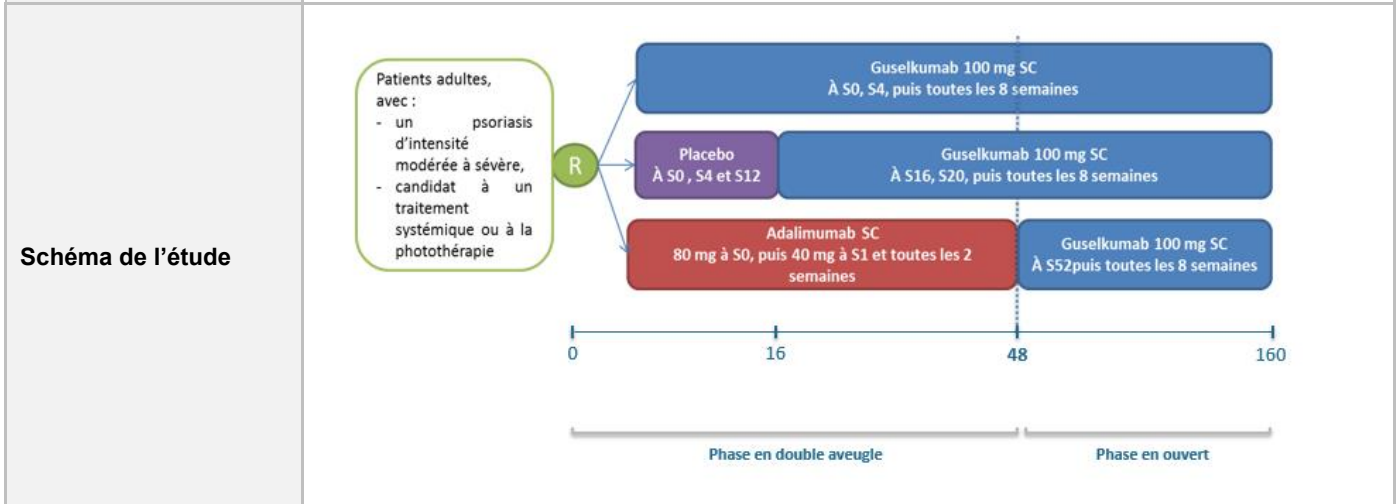 Schéma de l'étude
Patients adultes,
avec :
- un psoriasis
d'intensité
modérée à sévère,
- candidat à un
traitement
systémique ou à la
photothérapie
R
Guselkumab 100 mg SC
À S0, S4, puis toutes les 8 semaines
Placebo
À S0 , S4 et S12
Guselkumab 100 mg SC
À S16, S20, puis toutes les 8 semaines
Adalimumab SC
80 mg à S0, puis 40 mg à S1 et toutes les 2
semaines
Guselkumab 100 mg SC
À S52puis toutes les 8 semaines
0
16
48
160
Phase en double aveugle
Phase en ouvert